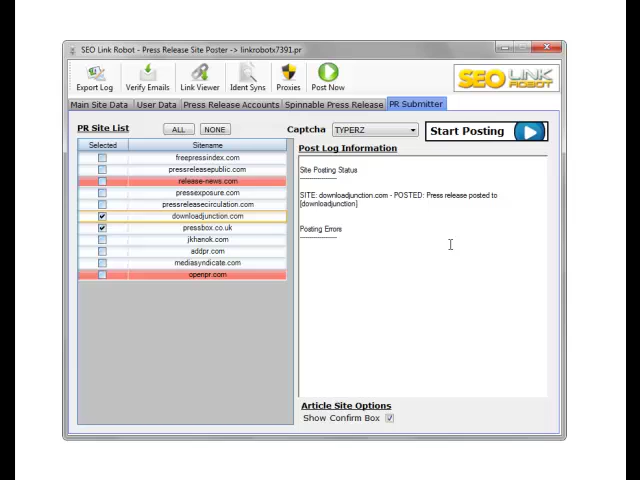 SEO Link Robot - Press Release Site Poster -> linkrobotx7391.pr
Export Log Verify Emails Link Viewer Ident Syns Proxies Post Now
SEO LINK ROBOT
Main Site Data User Data Press Release Accounts Spinnable Press Release PR Submitter
PR Site List ALL NONE Captcha TYPERZ Start Posting
Selected Sitename
freepressindex.com
pressreleasepublic.com
release-news.com
pressexposure.com
pressreleasecirculation.com
downloadjunction.com
pressbox.co.uk
jkhanok.com
addpr.com
mediasyndicate.com
openpr.com
Post Log Information
Site Posting Status
SITE: downloadjunction.com - POSTED: Press release posted to
[downloadjunction]
Posting Errors
Article Site Options
Show Confirm Box